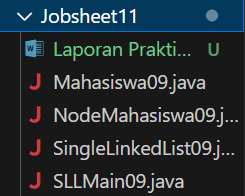 Jobsheet11
Laporan Prakti... U
Mahasiswa09.java
NodeMahasiswa09.j...
SingleLinkedList09.j...
SLLMain09.java